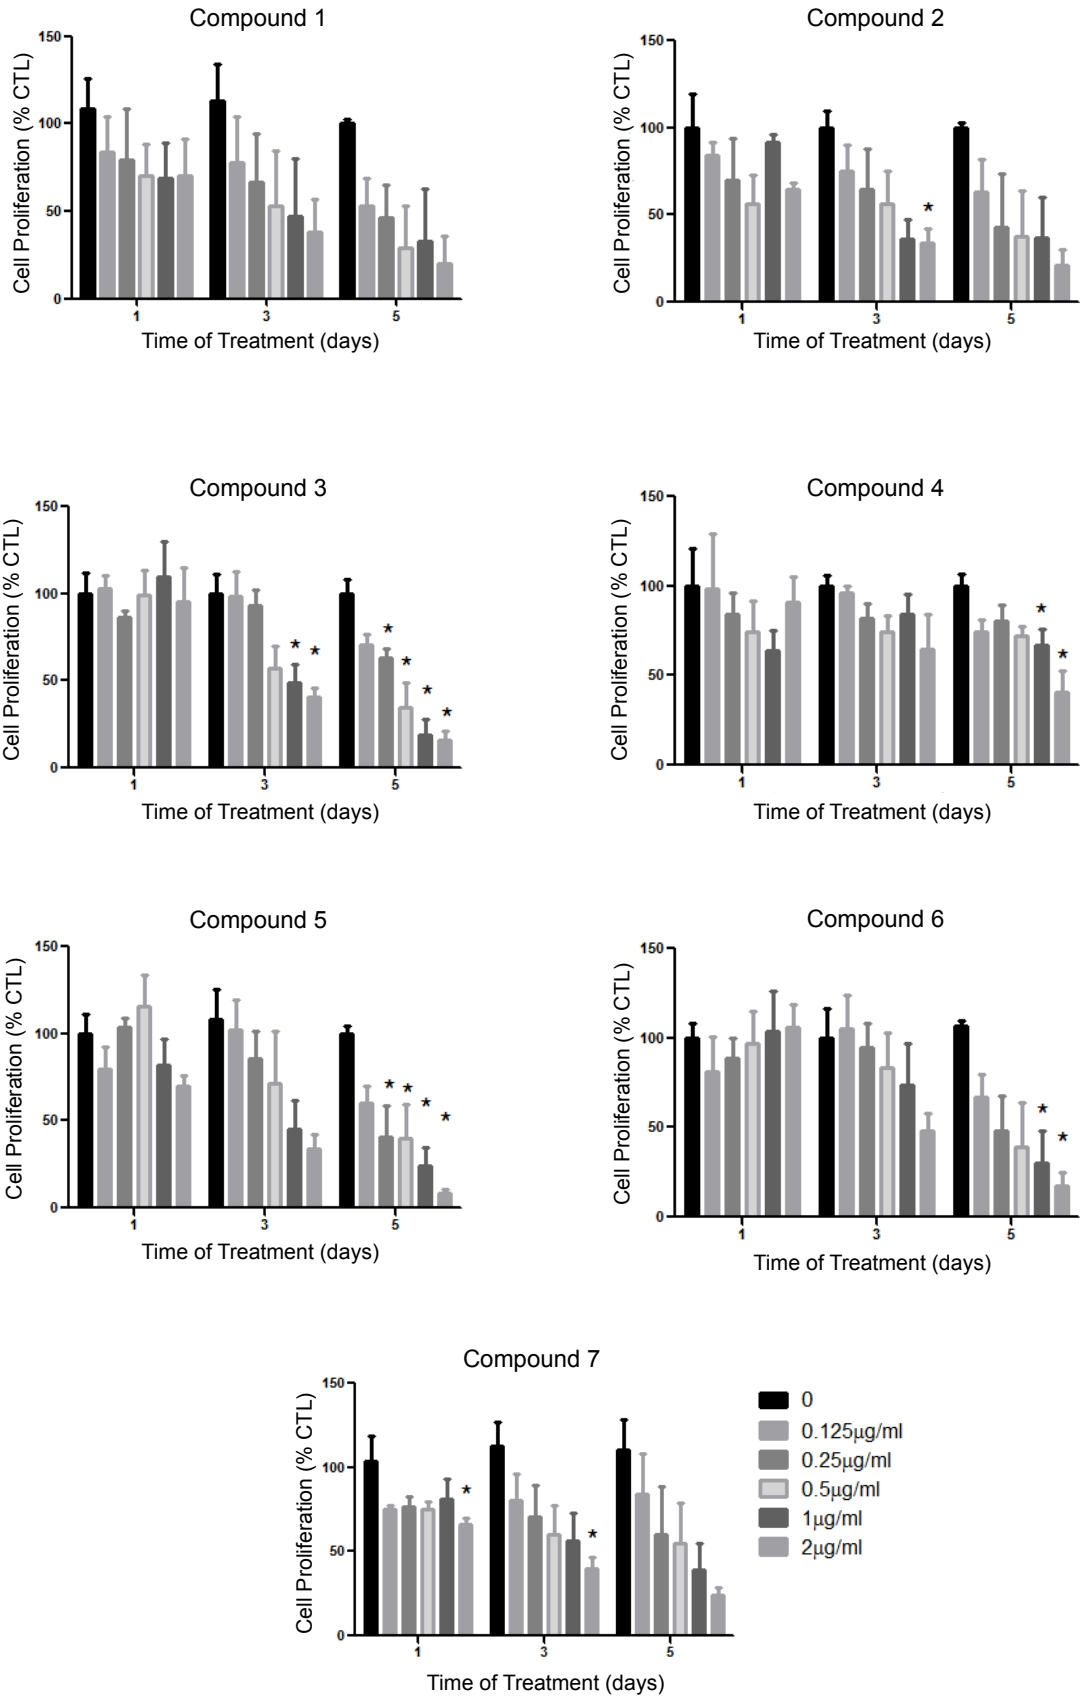 Compound 1
Compound 2
150
100
50
0
Cell Proliferation (% CTL)
1
3
5
Time of Treatment (days)
150
100
50
0
Cell Proliferation (% CTL)
*
1
3
5
Time of Treatment (days)
Compound 3
Compound 4
150
100
50
0
Cell Proliferation (% CTL)
* *
* * * *
1
3
5
Time of Treatment (days)
150
100
50
0
Cell Proliferation (% CTL)
* *
1
3
5
Time of Treatment (days)
Compound 5
Compound 6
150
100
50
0
Cell Proliferation (% CTL)
* * * *
1
3
5
Time of Treatment (days)
150
100
50
0
Cell Proliferation (% CTL)
* *
1
3
5
Time of Treatment (days)
Compound 7
150
100
50
0
Cell Proliferation (% CTL)
*
*
1
3
5
Time of Treatment (days)
0
0.125µg/ml
0.25µg/ml
0.5µg/ml
1µg/ml
2µg/ml